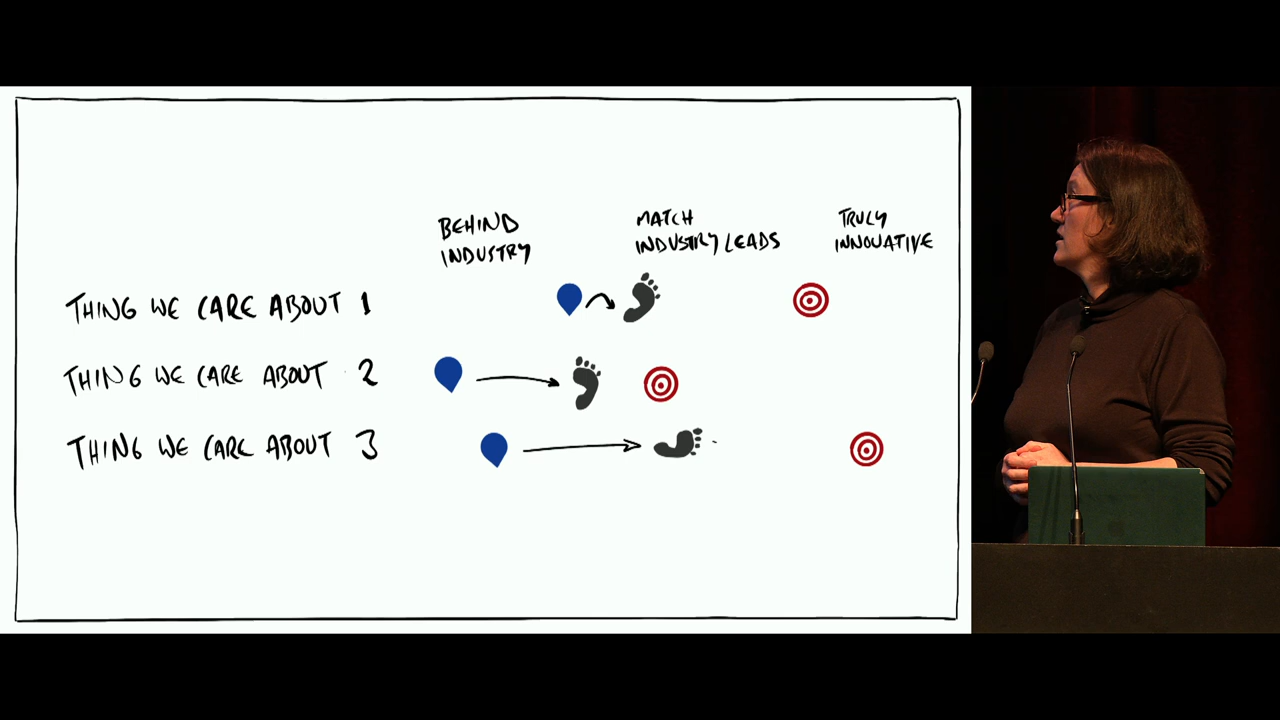 BEHIND
INDUSTRY
MATCH
INDUSTRY LEADS
TRULY
INNOVATIVE
THING WE CARE ABOUT 1
THING WE CARE ABOUT 2
THING WE CARE ABOUT 3